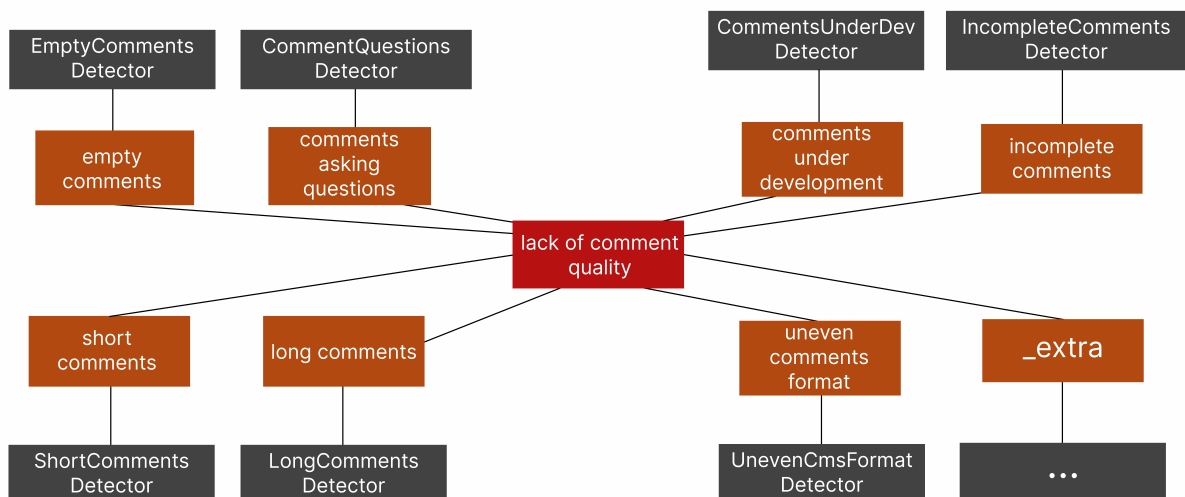 EmptyComments
Detector
CommentQuestions
Detector
CommentsUnderDev
Detector
IncompleteComments
Detector
empty
comments
comments
asking
questions
comments
under
development
incomplete
comments
lack of comment
quality
short
comments
long comments
uneven
comments
format
_extra
ShortComments
Detector
LongComments
Detector
UnevenCmsFormat
Detector
...